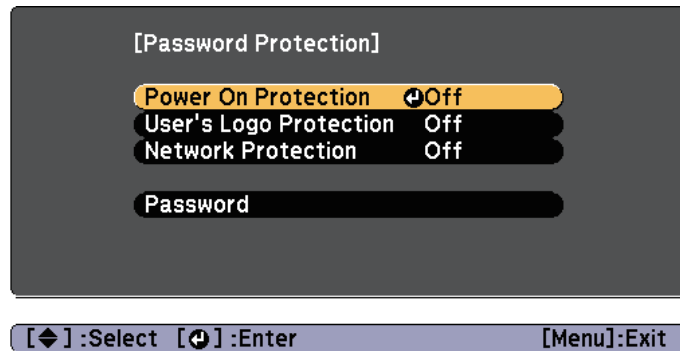 [Password Protection]
Power On Protection Off
User's Logo Protection Off
Network Protection Off
Password
[◆] :Select [↵] :Enter [Menu]:Exit